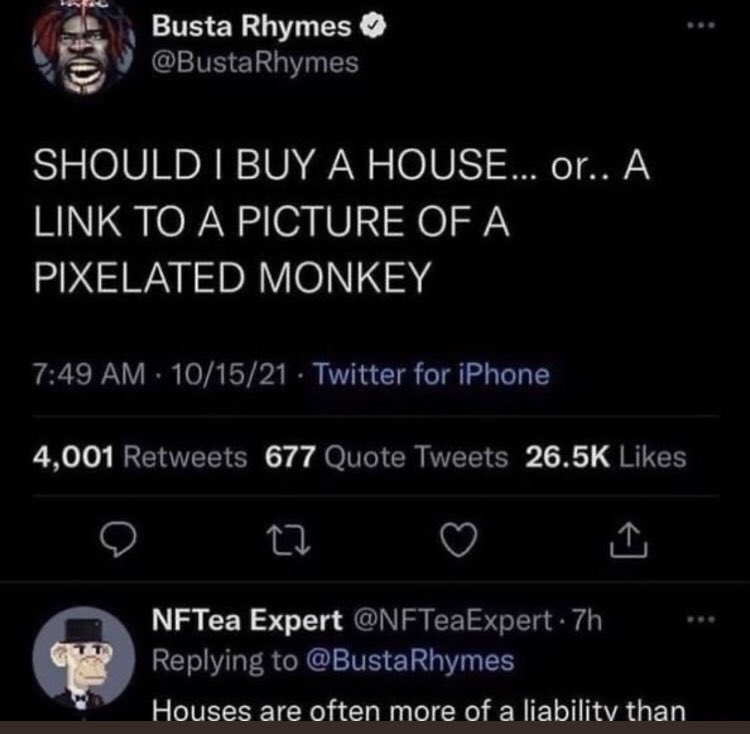 Busta Rhymes
@BustaRhymes
SHOULD I BUY A HOUSE... or.. A
LINK TO A PICTURE OF A
PIXELATED MONKEY
7:49 AM · 10/15/21 · Twitter for iPhone
4,001 Retweets 677 Quote Tweets 26.5K Likes
NFTea Expert @NFTeaExpert · 7h
Replying to @BustaRhymes
Houses are often more of a liability than